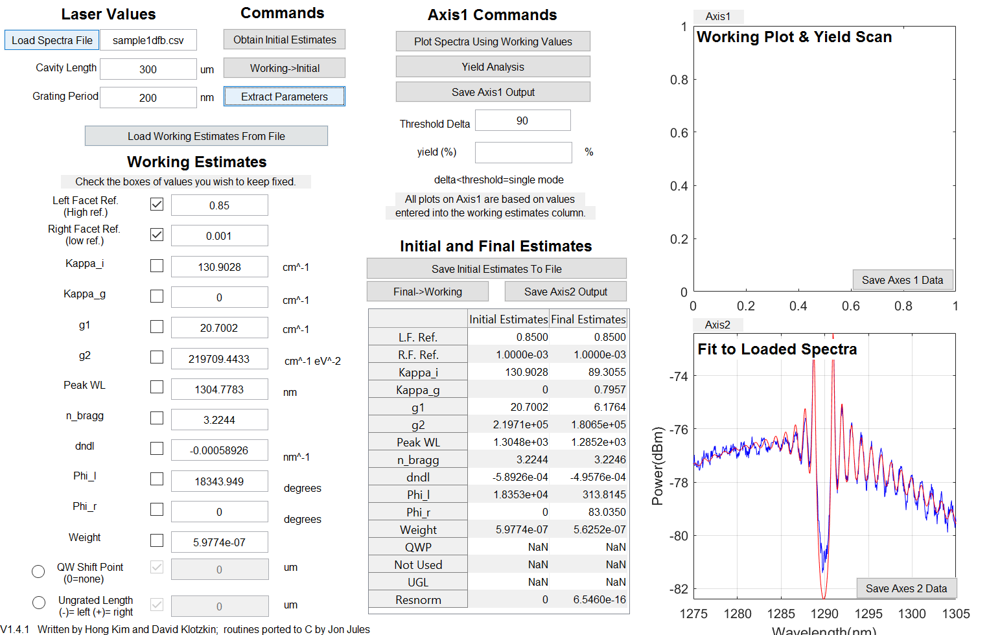 Laser Values
Load Spectra File sample1dfb.csv
Cavity Length 300 um
Grating Period 200 nm
Commands
Obtain Initial Estimates
Working->Initial
Extract Parameters
Load Working Estimates From File
Working Estimates
Check the boxes of values you wish to keep fixed.
Left Facet Ref.
(High ref.)
0.85
Right Facet Ref.
(low ref.)
0.001
Kappa_i 130.9028 cm^-1
Kappa_g 0 cm^-1
g1 20.7002 cm^-1
g2 219709.4433 cm^-1 eV^-2
Peak WL 1304.7783 nm
n_bragg 3.2244
dndl -0.00058926 nm^-1
Phi_l 18343.949 degrees
Phi_r 0 degrees
Weight 5.9774e-07
QW Shift Point
(0=none)
0 um
Ungrated Length
(-)= left (+)= right
0 um
V1.4.1 Written by Hong Kim and David Klotzkin; routines ported to C by Jon Jules
Axis1 Commands
Plot Spectra Using Working Values
Yield Analysis
Save Axis1 Output
Threshold Delta 90
yield (%) %
delta<threshold=single mode
All plots on Axis1 are based on values
entered into the working estimates column.
Initial and Final Estimates
Save Initial Estimates To File
Final->Working Save Axis2 Output
Initial Estimates Final Estimates
L.F. Ref. 0.8500 0.8500
R.F. Ref. 1.0000e-03 1.0000e-03
Kappa_i 130.9028 89.3055
Kappa_g 0 0.7957
g1 20.7002 6.1764
g2 2.1971e+05 1.8065e+05
Peak WL 1.3048e+03 1.2852e+03
n_bragg 3.2244 3.2246
dndl -5.8926e-04 -4.9576e-04
Phi_l 1.8353e+04 313.8145
Phi_r 0 83.0350
Weight 5.9774e-07 5.6252e-07
QWP NaN NaN
Not Used NaN NaN
UGL NaN NaN
Resnorm 0 6.5460e-16
Axis1
Working Plot & Yield Scan
1
0.8
0.6
0.4
0.2
0
Save Axes 1 Data
0 0.2 0.4 0.6 0.8 1
Axis2
Fit to Loaded Spectra
Power(dBm)
-74
-76
-78
-80
-82
Save Axes 2 Data
1275 1280 1285 1290 1295 1300 1305
Wavelength(nm)